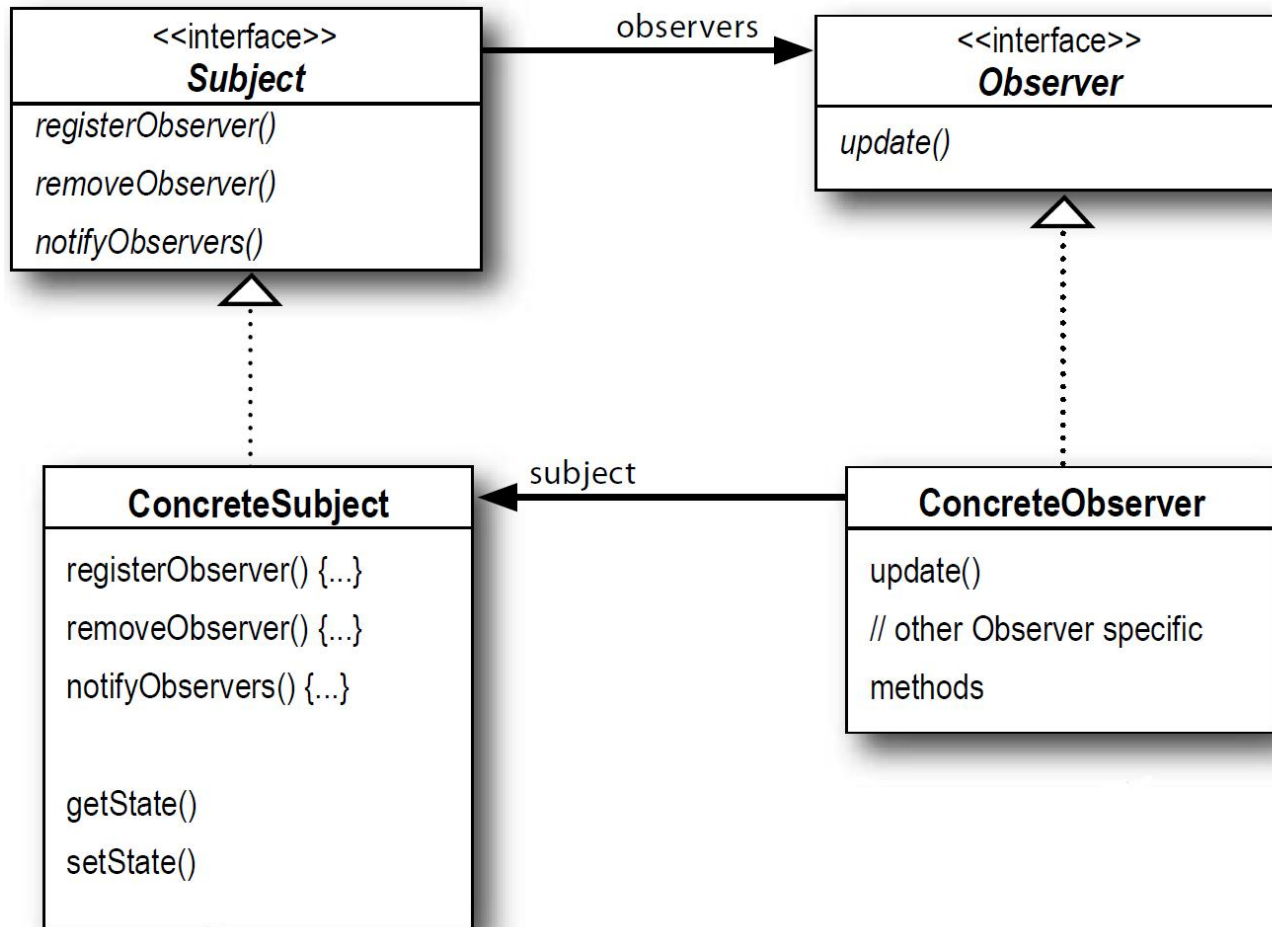 <<interface>>
Subject
registerObserver()
removeObserver()
notifyObservers()
observers
<<interface>>
Observer
update()
ConcreteSubject
registerObserver() {...}
removeObserver() {...}
notifyObservers() {...}
getState()
setState()
subject
ConcreteObserver
update()
// other Observer specific
methods